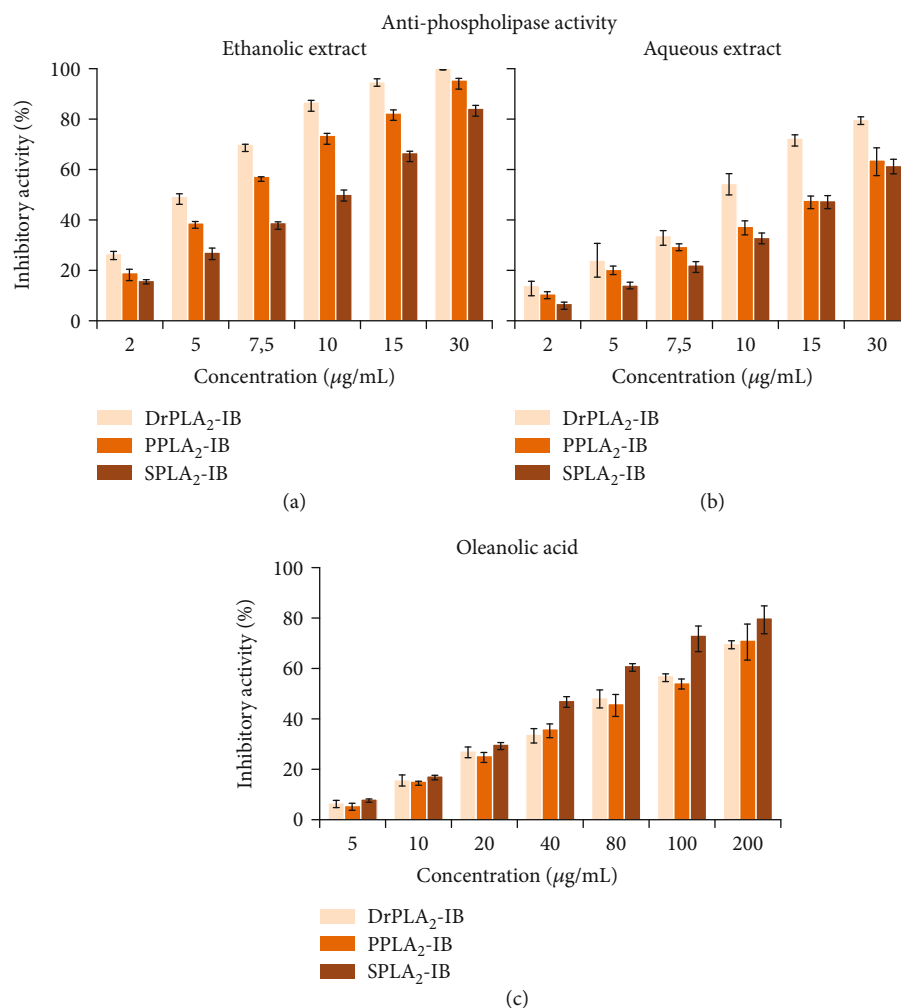 Anti-phospholipase activity
Ethanolic extract
100
80
60
40
20
0
Inhibitory activity (%)
2 5 7,5 10 15 30
Concentration (μg/mL)
DrPLA₂-IB
PPLA₂-IB
SPLA₂-IB
(a)
Aqueous extract
2 5 7,5 10 15 30
Concentration (μg/mL)
DrPLA₂-IB
PPLA₂-IB
SPLA₂-IB
(b)
Oleanolic acid
100
80
60
40
20
0
Inhibitory activity (%)
5 10 20 40 80 100 200
Concentration (μg/mL)
DrPLA₂-IB
PPLA₂-IB
SPLA₂-IB
(c)